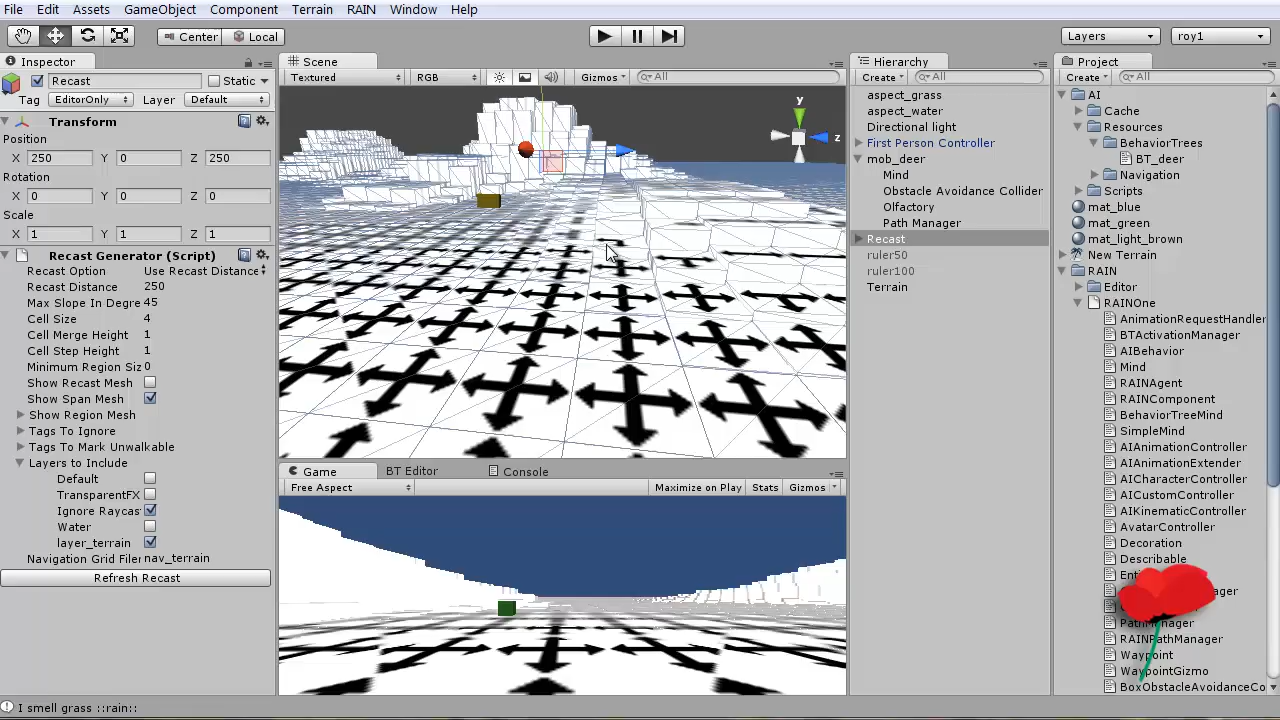 File Edit Assets GameObject Component Terrain RAIN Window Help
Center Local Layers roy1
Inspector
Recast Static
Tag EditorOnly Layer Default
Transform
Position
X 250 Y 0 Z 250
Rotation
X 0 Y 0 Z 0
Scale
X 1 Y 1 Z 1
Recast Generator (Script)
Recast Option Use Recast Distance
Recast Distance 250
Max Slope In Degre 45
Cell Size 4
Cell Merge Height 1
Cell Step Height 1
Minimum Region Siz 0
Show Recast Mesh
Show Span Mesh
Show Region Mesh
Tags To Ignore
Tags To Mark Unwalkable
Layers to Include
Default
TransparentFX
Ignore Raycas
Water
layer_terrain
Navigation Grid Filer nav_terrain
Refresh Recast
Scene
Textured RGB Gizmos All
y
z
Game BT Editor Console
Free Aspect Maximize on Play Stats Gizmos
Hierarchy
Create All
aspect_grass
aspect_water
Directional light
First Person Controller
mob_deer
Mind
Obstacle Avoidance Collider
Olfactory
Path Manager
Recast
ruler50
ruler100
Terrain
Project
Create All
AI
Cache
Resources
BehaviorTrees
BT_deer
Navigation
Scripts
mat_blue
mat_green
mat_light_brown
New Terrain
RAIN
Editor
RAINOne
AnimationRequestHandler
BTActivationManager
AIBehavior
Mind
RAINAgent
RAINComponent
BehaviorTreeMind
SimpleMind
AIAnimationController
AIAnimationExtender
AICharacterController
AICustomController
AIKinematicController
AvatarController
Decoration
Describable
PathManager
RAINPathManager
Waypoint
WaypointGizmo
BoxObstacleAvoidanceCo
I smell grass ::rain::